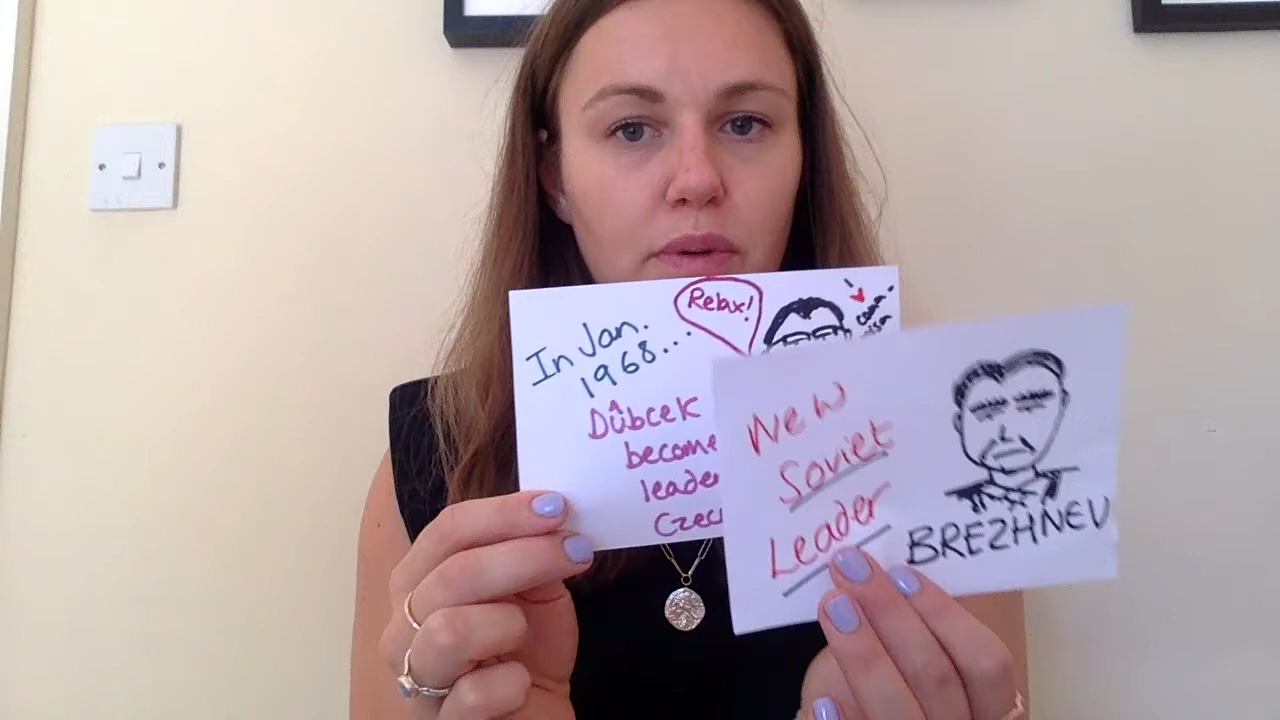 In Jan.
1968...
Relax!
Dûbcek
become
leade
Czec
New
Soviet
Leader
BREZHNEV